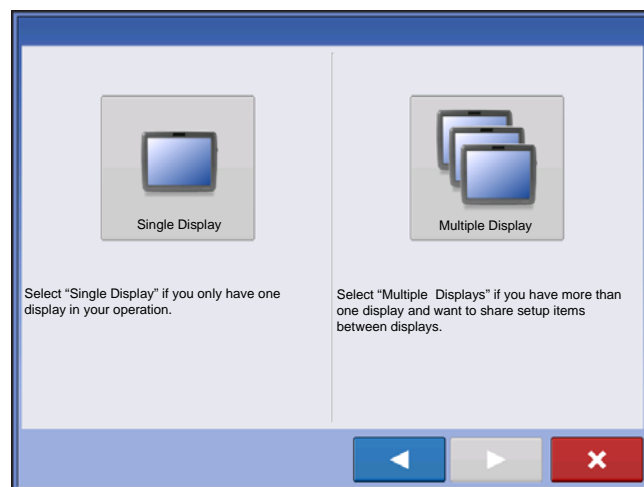 Single Display
Select “Single Display” if you only have one
display in your operation.
Multiple Display
Select “Multiple  Displays” if you have more than
one display and want to share setup items
between displays.